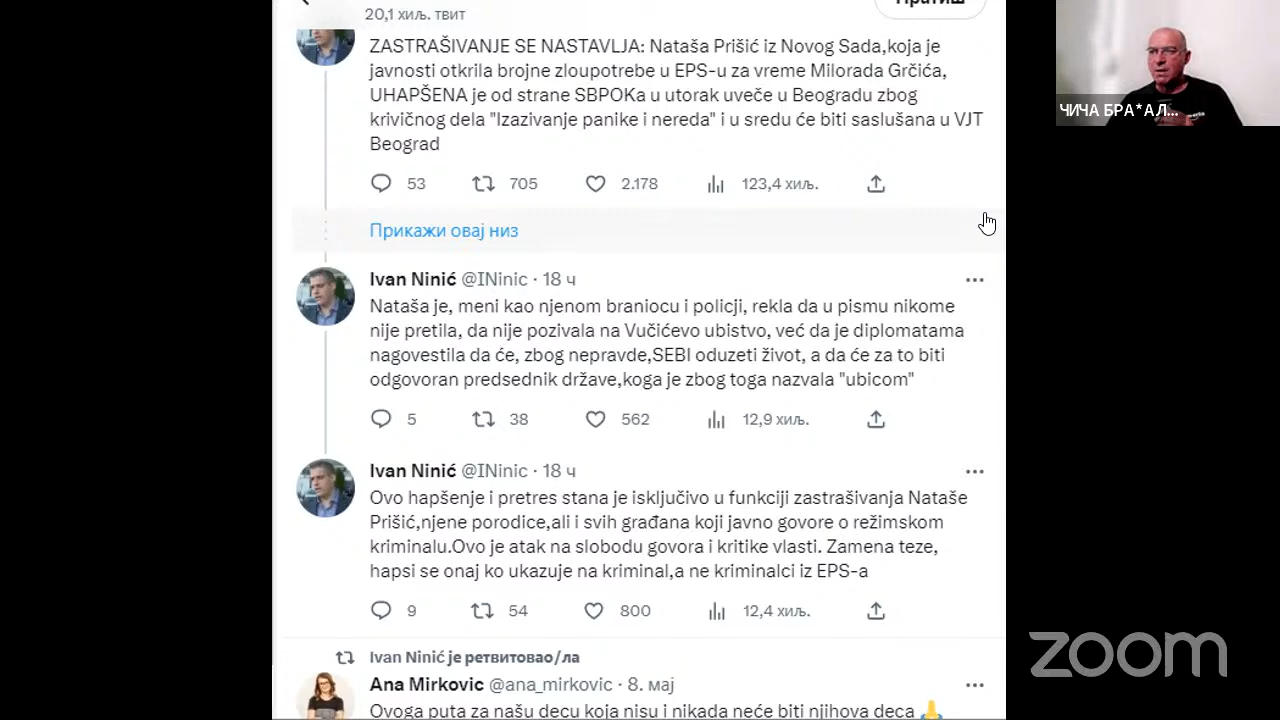 Пратиш
20,1 хиљ. твит
ZASTRAŠIVANJE SE NASTAVLJA: Nataša Prišić iz Novog Sada,koja je
javnosti otkrila brojne zloupotrebe u EPS-u za vreme Milorada Grčića,
UHAPŠENA je od strane SBPOKa u utorak uveče u Beogradu zbog
krivičnog dela "Izazivanje panike i nereda" i u sredu će biti saslušana u VJT
Beograd
53 705 2.178 123,4 хиљ.
Прикажи овај низ
Ivan Ninić @INinic · 18 ч
Nataša je, meni kao njenom braniocu i policji, rekla da u pismu nikome
nije pretila, da nije pozivala na Vučićevo ubistvo, već da je diplomatama
nagovestila da će, zbog nepravde,SEBI oduzeti život, a da će za to biti
odgovoran predsednik države,koga je zbog toga nazvala "ubicom"
5 38 562 12,9 хиљ.
Ivan Ninić @INinic · 18 ч
Ovo hapšenje i pretres stana je isključivo u funkciji zastrašivanja Nataše
Prišić,njene porodice,ali i svih građana koji javno govore o režimskom
kriminalu.Ovo je atak na slobodu govora i kritike vlasti. Zamena teze,
hapsi se onaj ko ukazuje na kriminal,a ne kriminalci iz EPS-a
9 54 800 12,4 хиљ.
Ivan Ninić је ретвитовао/ла
Ana Mirkovic @ana_mirkovic · 8. мај
Ovoga puta za našu decu koja nisu i nikada neće biti njihova deca 🙏
ЧИЧА БРА*АЛ...
zoom